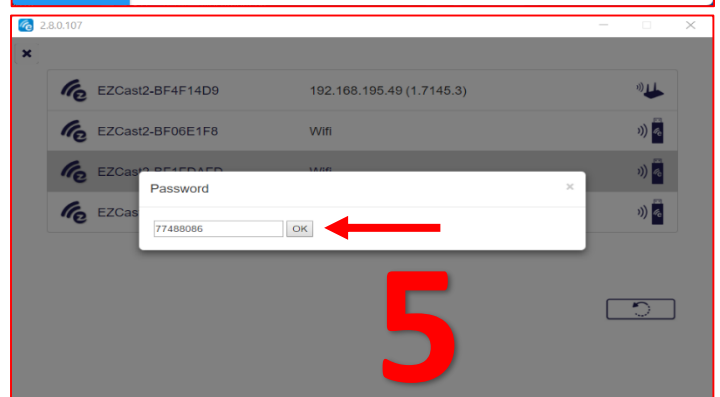 2.8.0.107
EZCast2-BF4F14D9 192.168.195.49 (1.7145.3)
EZCast2-BF06E1F8 Wifi
Password
EZCas
77488086 OK
5